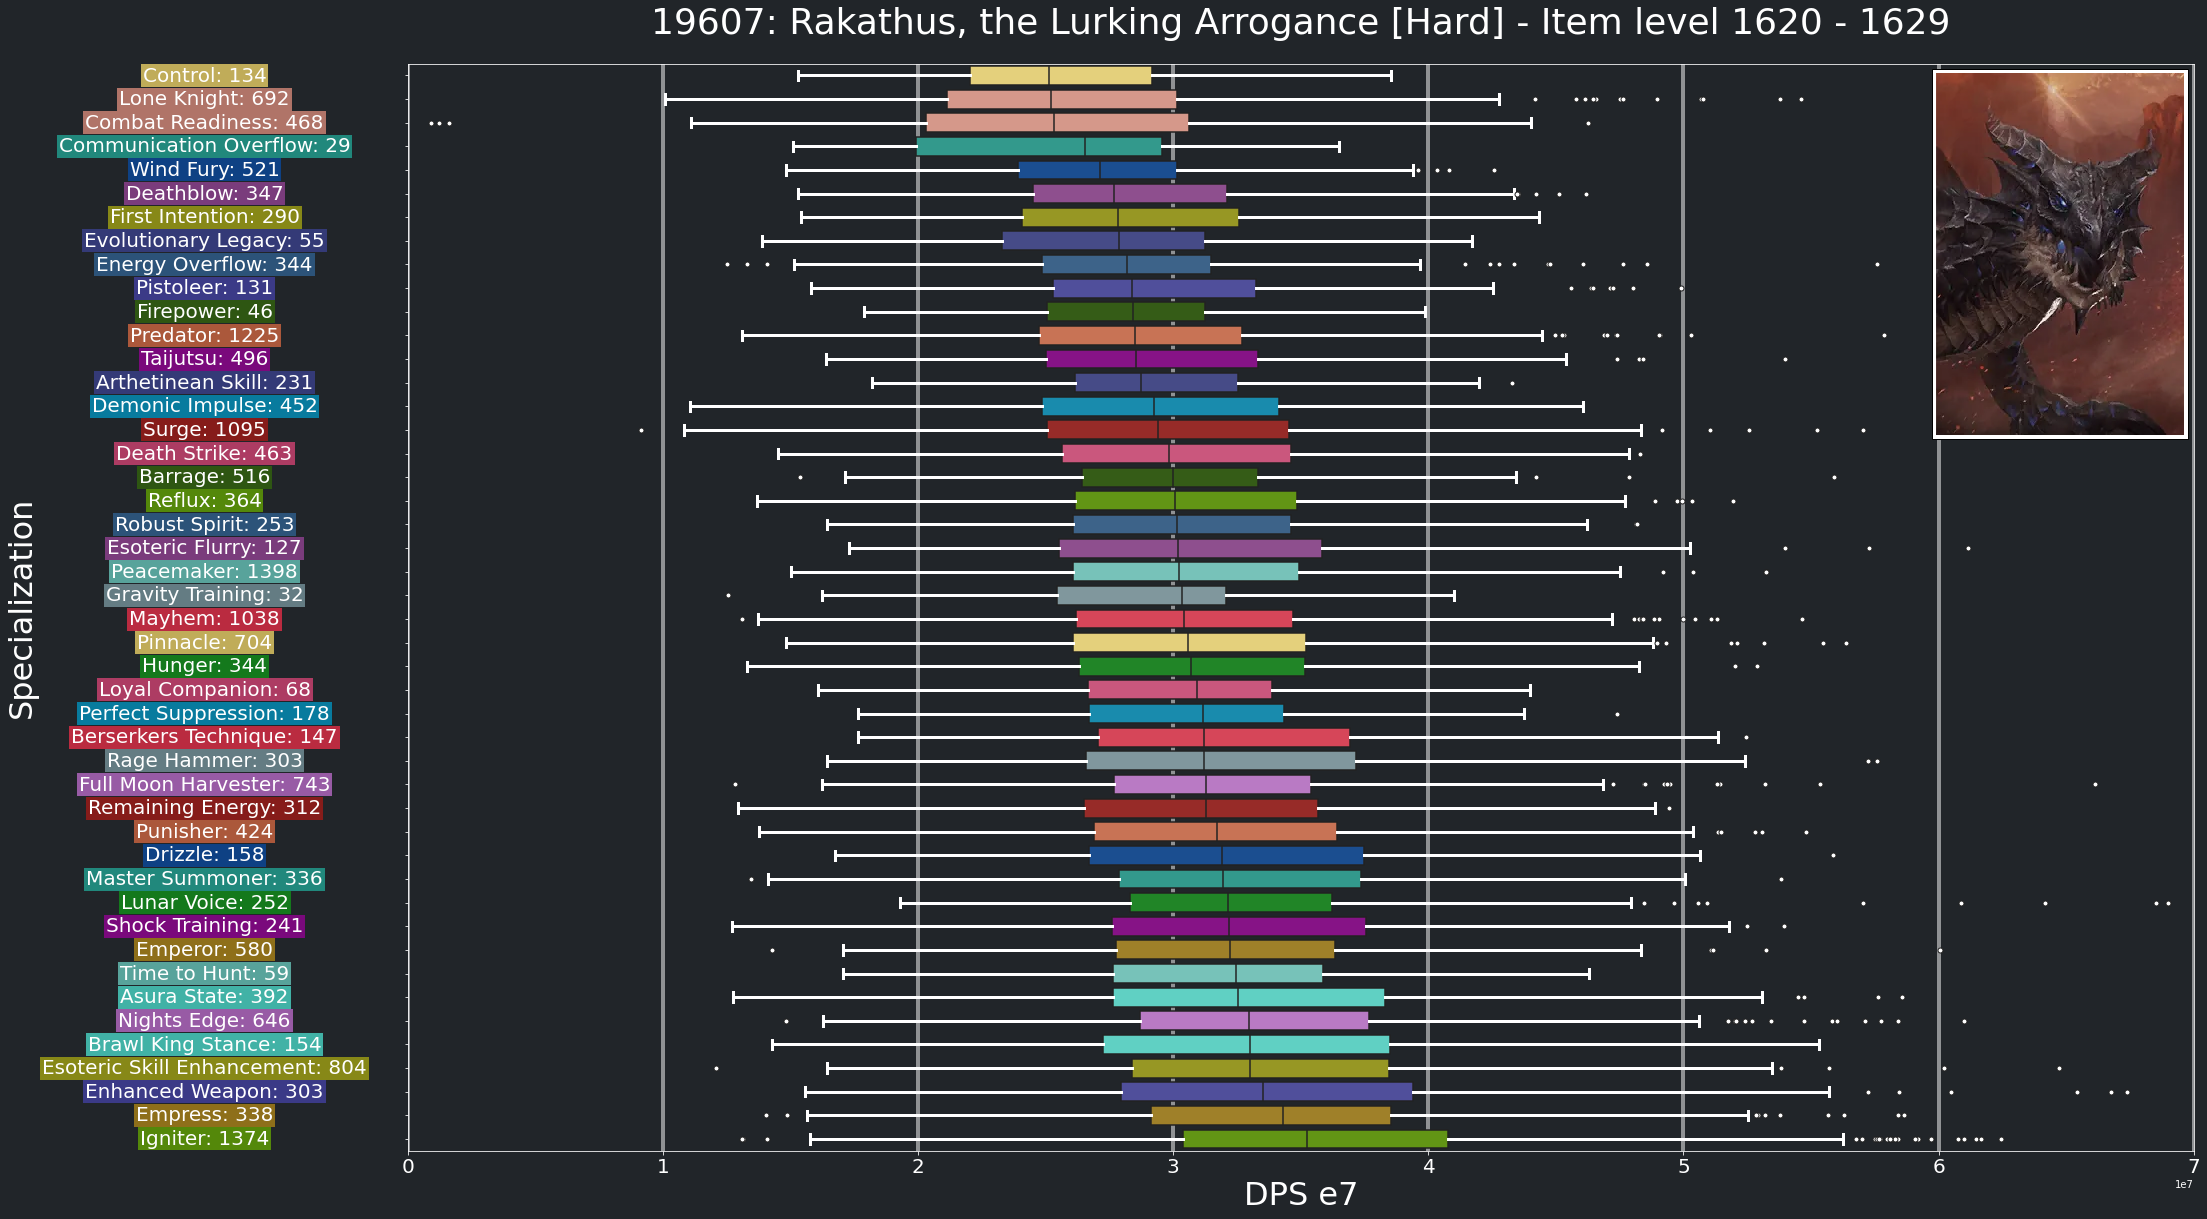 19607: Rakathus, the Lurking Arrogance [Hard] - Item level 1620 - 1629
Specialization
Control: 134
Lone Knight: 692
Combat Readiness: 468
Communication Overflow: 29
Wind Fury: 521
Deathblow: 347
First Intention: 290
Evolutionary Legacy: 55
Energy Overflow: 344
Pistoleer: 131
Firepower: 46
Predator: 1225
Taijutsu: 496
Arthetinean Skill: 231
Demonic Impulse: 452
Surge: 1095
Death Strike: 463
Barrage: 516
Reflux: 364
Robust Spirit: 253
Esoteric Flurry: 127
Peacemaker: 1398
Gravity Training: 32
Mayhem: 1038
Pinnacle: 704
Hunger: 344
Loyal Companion: 68
Perfect Suppression: 178
Berserkers Technique: 147
Rage Hammer: 303
Full Moon Harvester: 743
Remaining Energy: 312
Punisher: 424
Drizzle: 158
Master Summoner: 336
Lunar Voice: 252
Shock Training: 241
Emperor: 580
Time to Hunt: 59
Asura State: 392
Nights Edge: 646
Brawl King Stance: 154
Esoteric Skill Enhancement: 804
Enhanced Weapon: 303
Empress: 338
Igniter: 1374
0 1 2 3 4 5 6 7
1e7
DPS e7